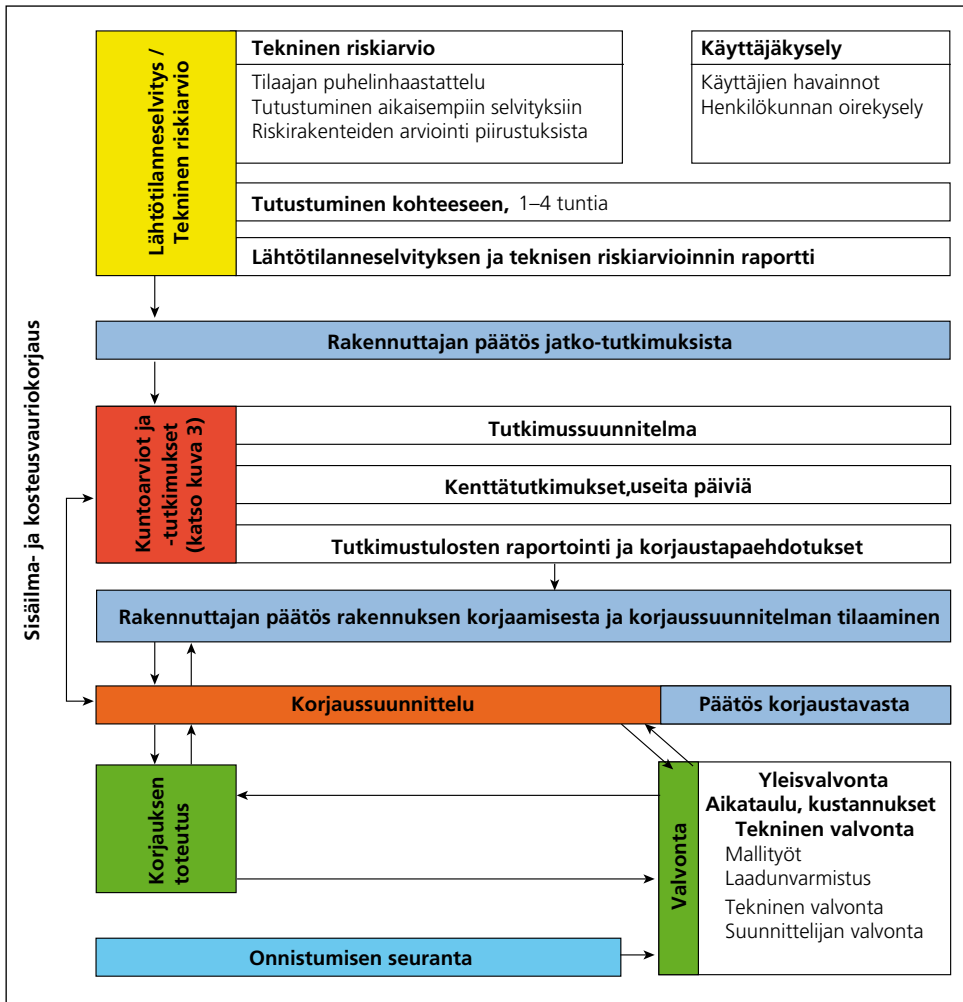 Sisäilma- ja kosteusvauriokorjaus
Lähtötilanneselvitys /
Tekninen riskiarvio
Tekninen riskiarvio
Tilaajan puhelinhaastattelu
Tutustuminen aikaisempiin selvityksiin
Riskirakenteiden arviointi piirustuksista
Käyttäjäkysely
Käyttäjien havainnot
Henkilökunnan oirekysely
Tutustuminen kohteeseen, 1–4 tuntia
Lähtötilanneselvityksen ja teknisen riskiarvioinnin raportti
Rakennuttajan päätös jatko-tutkimuksista
Kuntoarviot ja
-tutkimukset
(katso kuva 3)
Tutkimussuunnitelma
Kenttätutkimukset,useita päiviä
Tutkimustulosten raportointi ja korjaustapaehdotukset
Rakennuttajan päätös rakennuksen korjaamisesta ja korjaussuunnitelman tilaaminen
Korjaussuunnittelu
Päätös korjaustavasta
Korjauksen
toteutus
Valvonta
Yleisvalvonta
Aikataulu, kustannukset
Tekninen valvonta
Mallityöt
Laadunvarmistus
Tekninen valvonta
Suunnittelijan valvonta
Onnistumisen seuranta